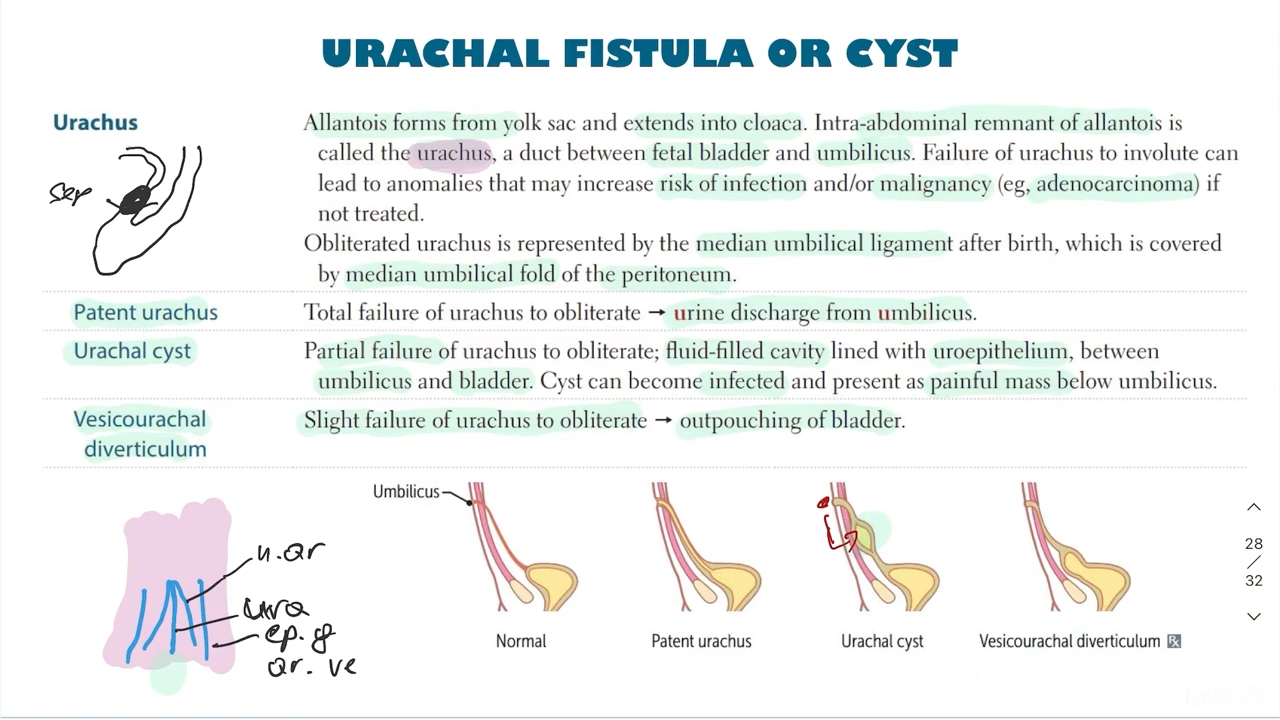 URACHAL FISTULA OR CYST
Urachus
Allantois forms from yolk sac and extends into cloaca. Intra-abdominal remnant of allantois is
called the urachus, a duct between fetal bladder and umbilicus. Failure of urachus to involute can
lead to anomalies that may increase risk of infection and/or malignancy (eg, adenocarcinoma) if
not treated.
Obliterated urachus is represented by the median umbilical ligament after birth, which is covered
by median umbilical fold of the peritoneum.
Patent urachus
Total failure of urachus to obliterate → urine discharge from umbilicus.
Urachal cyst
Partial failure of urachus to obliterate; fluid-filled cavity lined with uroepithelium, between
umbilicus and bladder. Cyst can become infected and present as painful mass below umbilicus.
Vesicourachal
diverticulum
Slight failure of urachus to obliterate → outpouching of bladder.
Umbilicus
u.ar
ura
ar. ve
Normal
Patent urachus
Urachal cyst
Vesicourachal diverticulum Rx
28
/
32